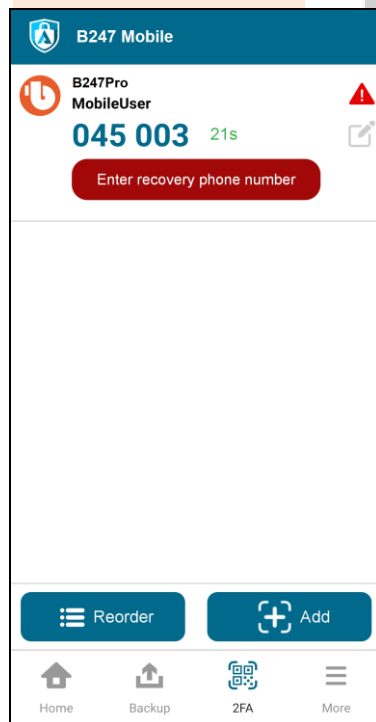 B247 Mobile
B247Pro
MobileUser
045 003 21s
Enter recovery phone number
Reorder Add
Home Backup 2FA More